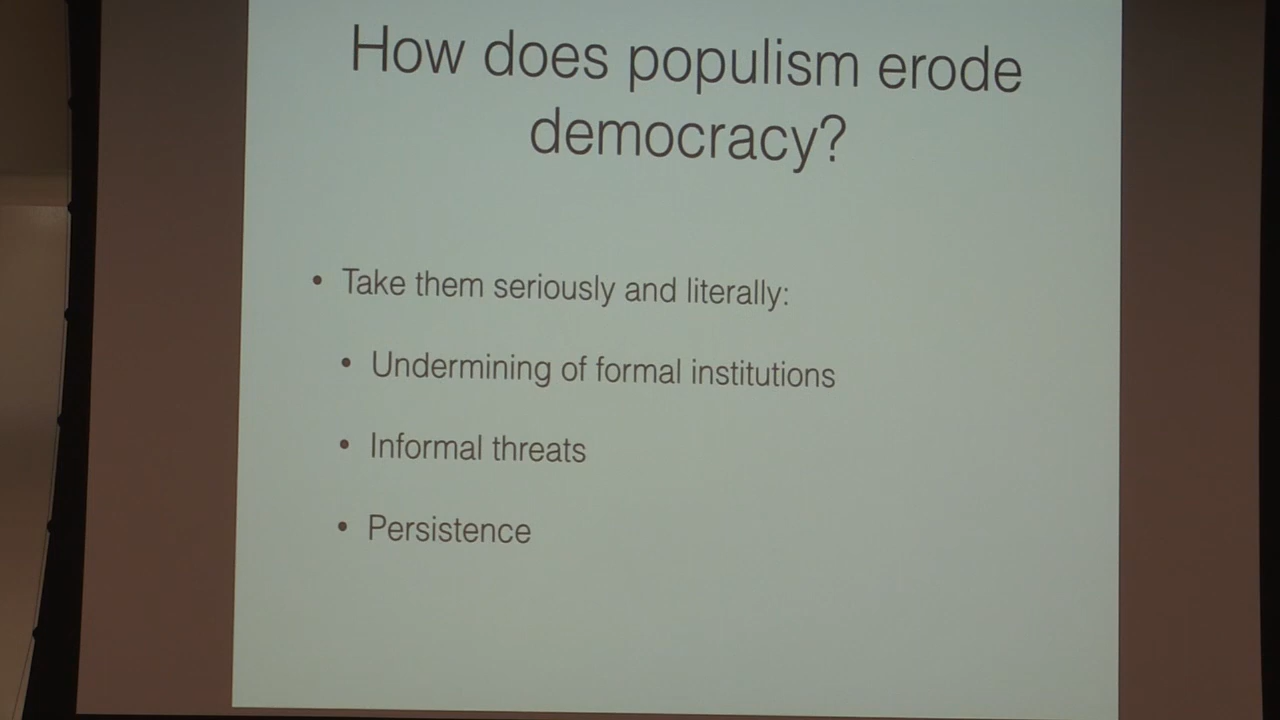 How does populism erode
democracy?
• Take them seriously and literally:
• Undermining of formal institutions
• Informal threats
• Persistence